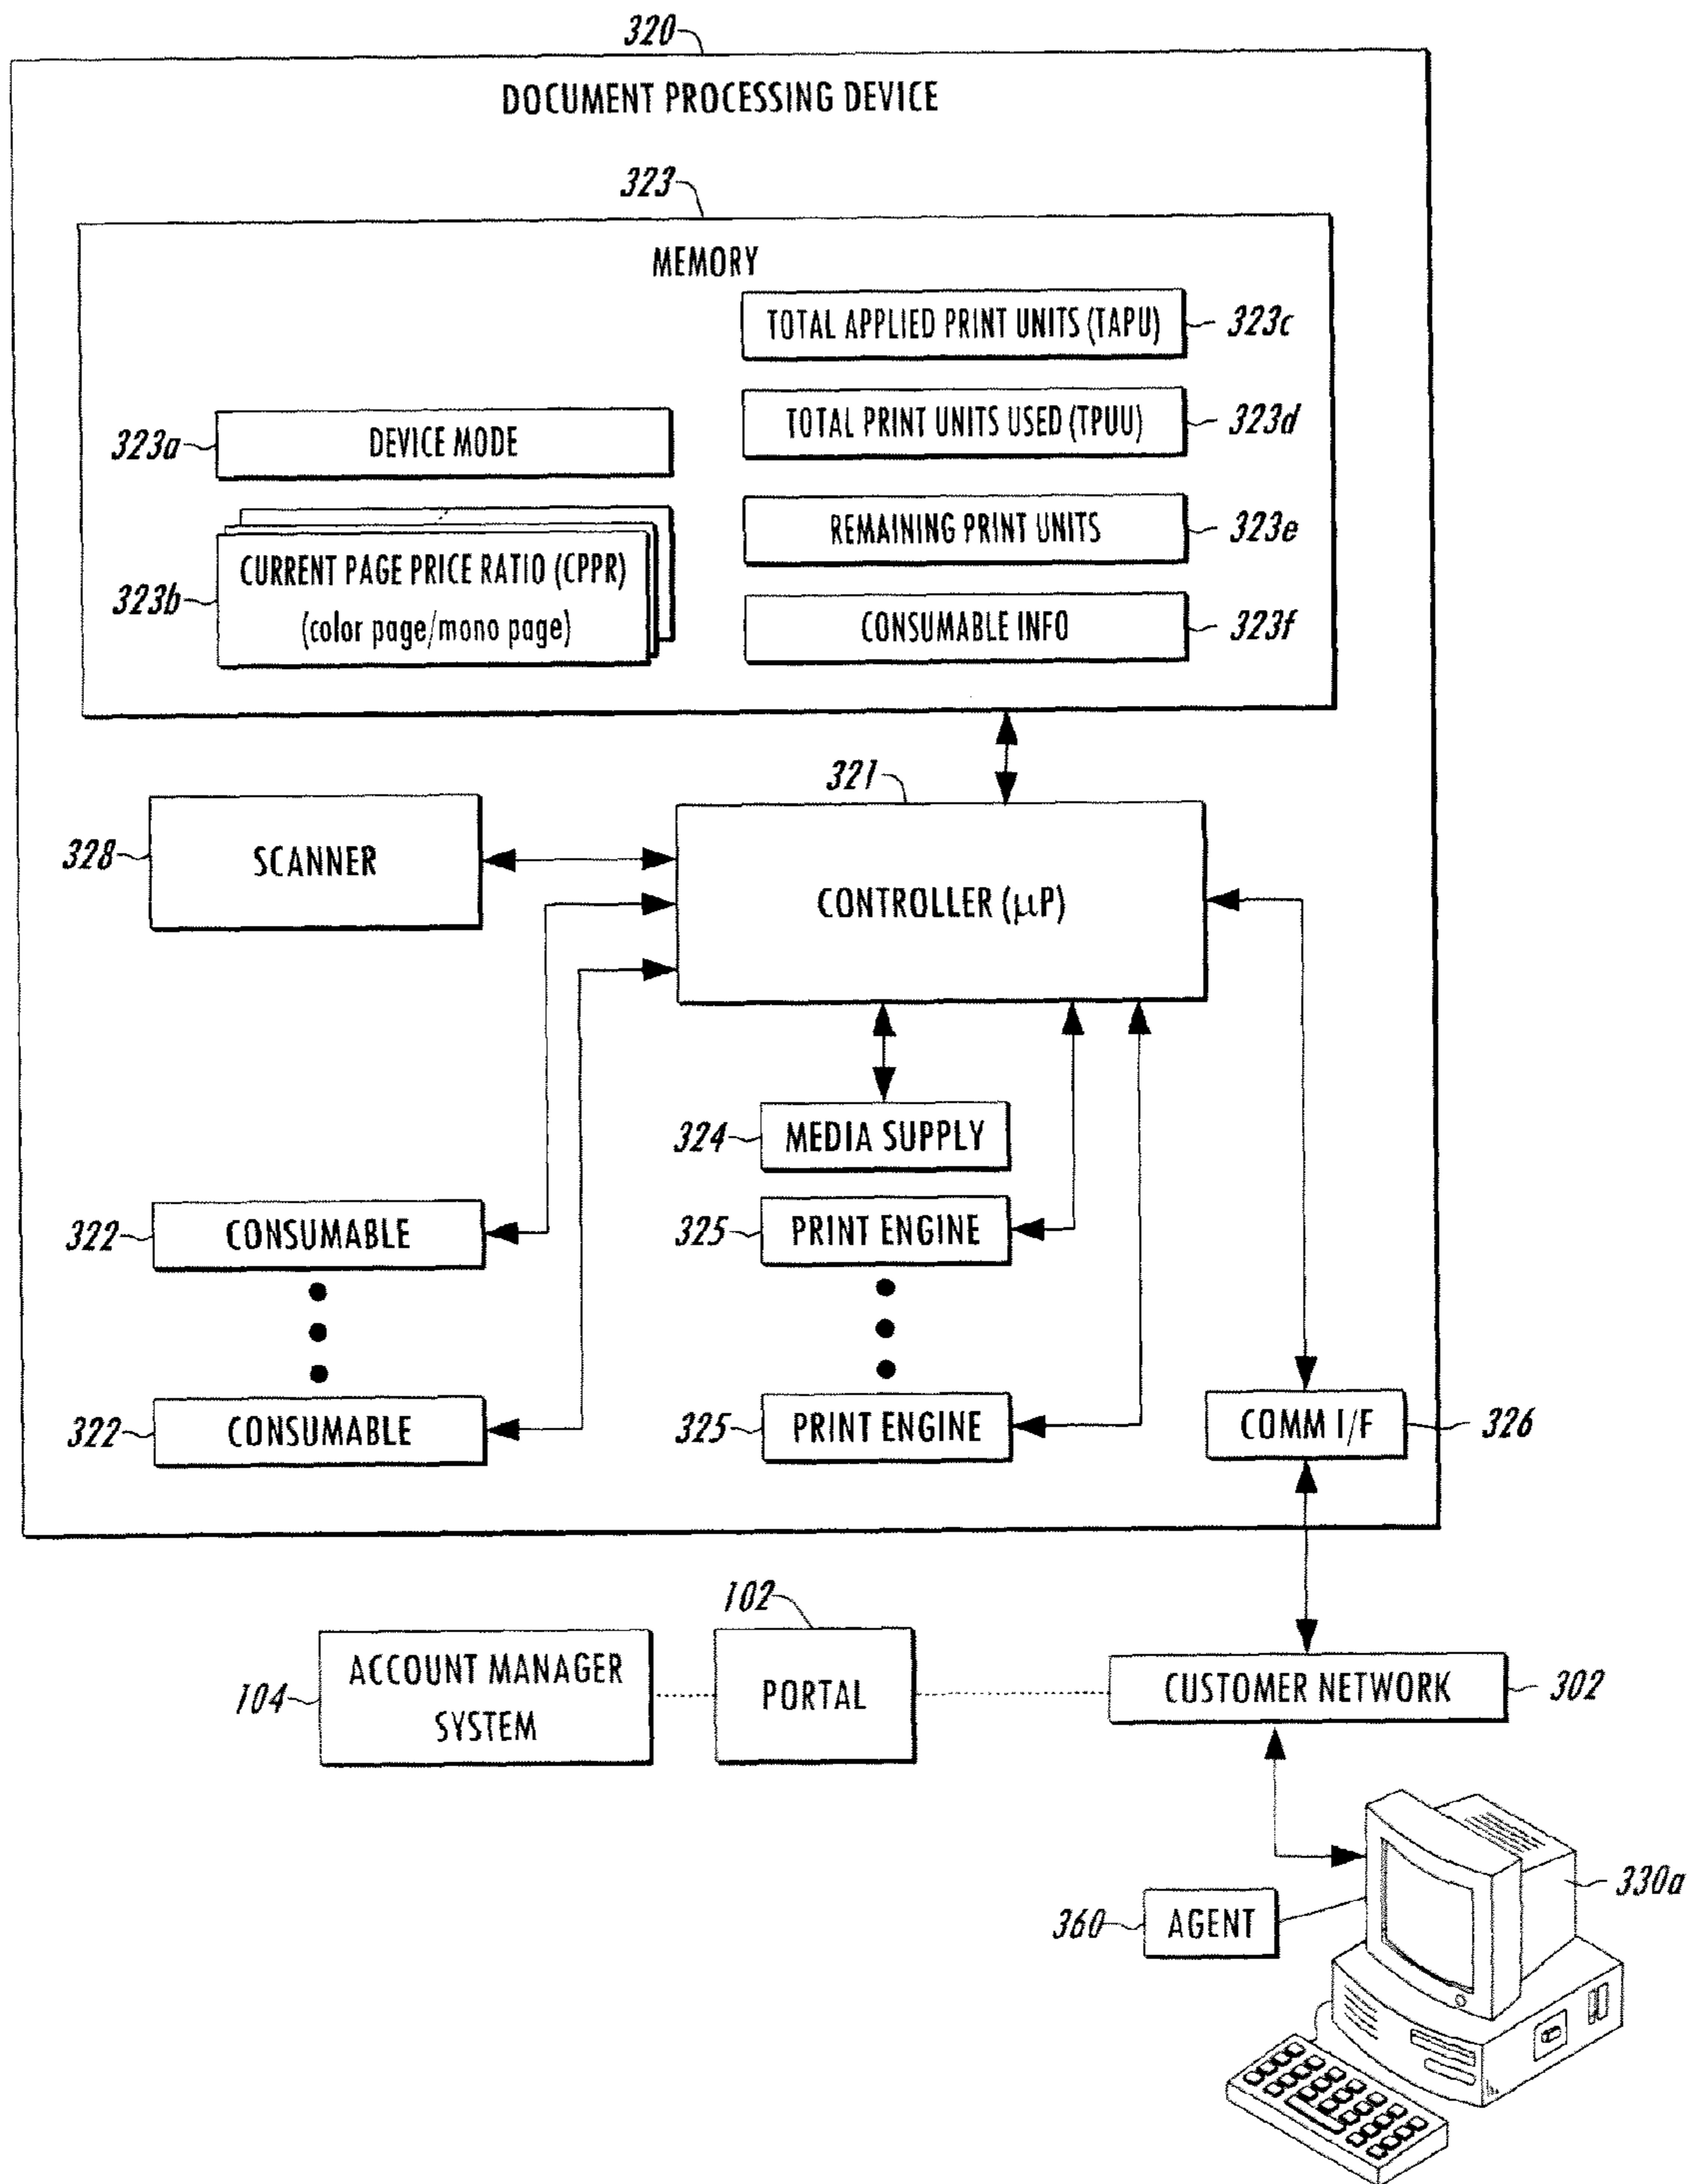 320
DOCUMENT PROCESSING DEVICE
323
MEMORY
TOTAL APPLIED PRINT UNITS (TAPU)
323c
323a
DEVICE MODE
TOTAL PRINT UNITS USED (TPUU)
323d
323b
CURRENT PAGE PRICE RATIO (CPPR)
(color page/mono page)
REMAINING PRINT UNITS
323e
CONSUMABLE INFO
323f
321
328
SCANNER
CONTROLLER (μP)
324
MEDIA SUPPLY
322
CONSUMABLE
325
PRINT ENGINE
322
CONSUMABLE
325
PRINT ENGINE
COMM I/F
326
102
104
ACCOUNT MANAGER
SYSTEM
PORTAL
CUSTOMER NETWORK
302
330a
360
AGENT